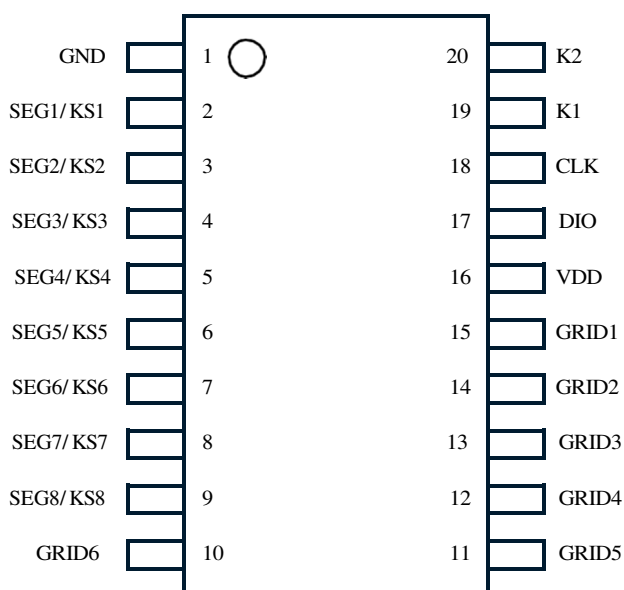 GND 1 20 K2
SEG1/KS1 2 19 K1
SEG2/KS2 3 18 CLK
SEG3/KS3 4 17 DIO
SEG4/KS4 5 16 VDD
SEG5/KS5 6 15 GRID1
SEG6/KS6 7 14 GRID2
SEG7/KS7 8 13 GRID3
SEG8/KS8 9 12 GRID4
GRID6 10 11 GRID5